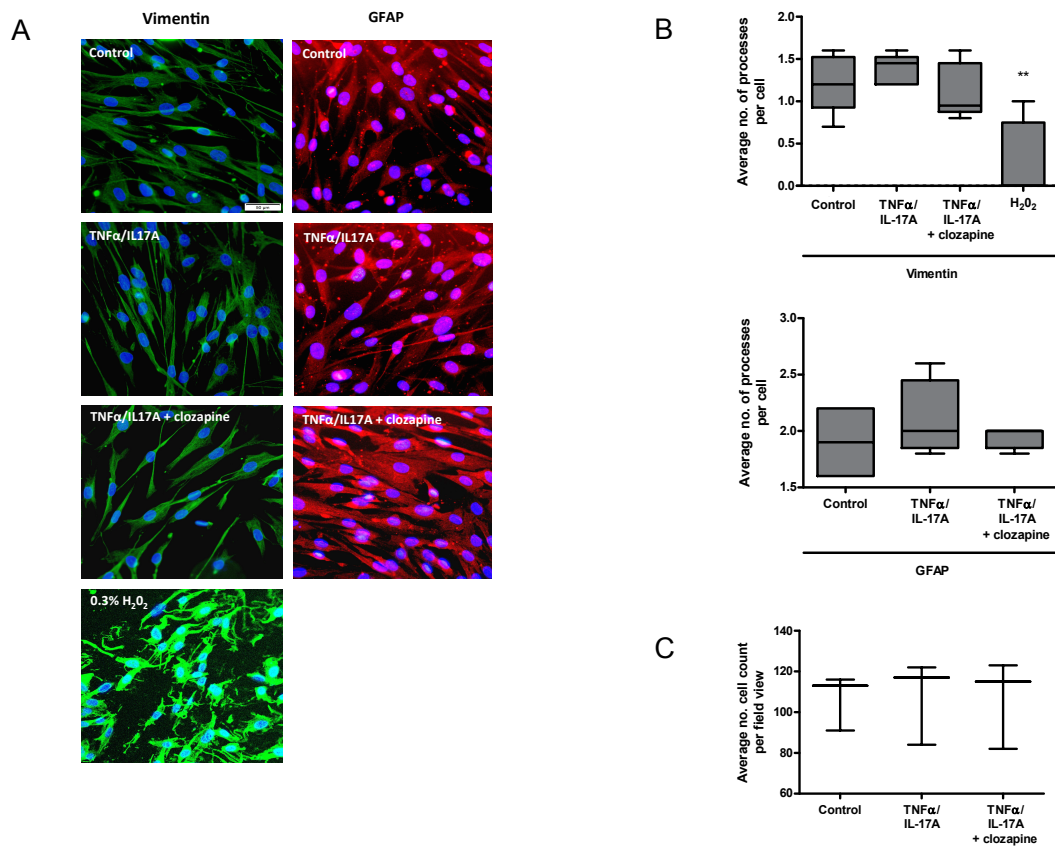 A
Vimentin
GFAP
Control
Control
50 µm
TNFα/IL17A
TNFα/IL17A
TNFα/IL17A + clozapine
TNFα/IL17A + clozapine
0.3% H₂0₂
B
Average no. of processes
per cell
2.0
1.5
1.0
0.5
0.0
**
Control
TNFα/
IL-17A
TNFα/
IL-17A
+ clozapine
H₂0₂
Vimentin
Average no. of processes
per cell
3.0
2.5
2.0
1.5
Control
TNFα/
IL-17A
TNFα/
IL-17A
+ clozapine
GFAP
C
Average no. cell count
per field view
140
120
100
80
60
Control
TNFα/
IL-17A
TNFα/
IL-17A
+ clozapine